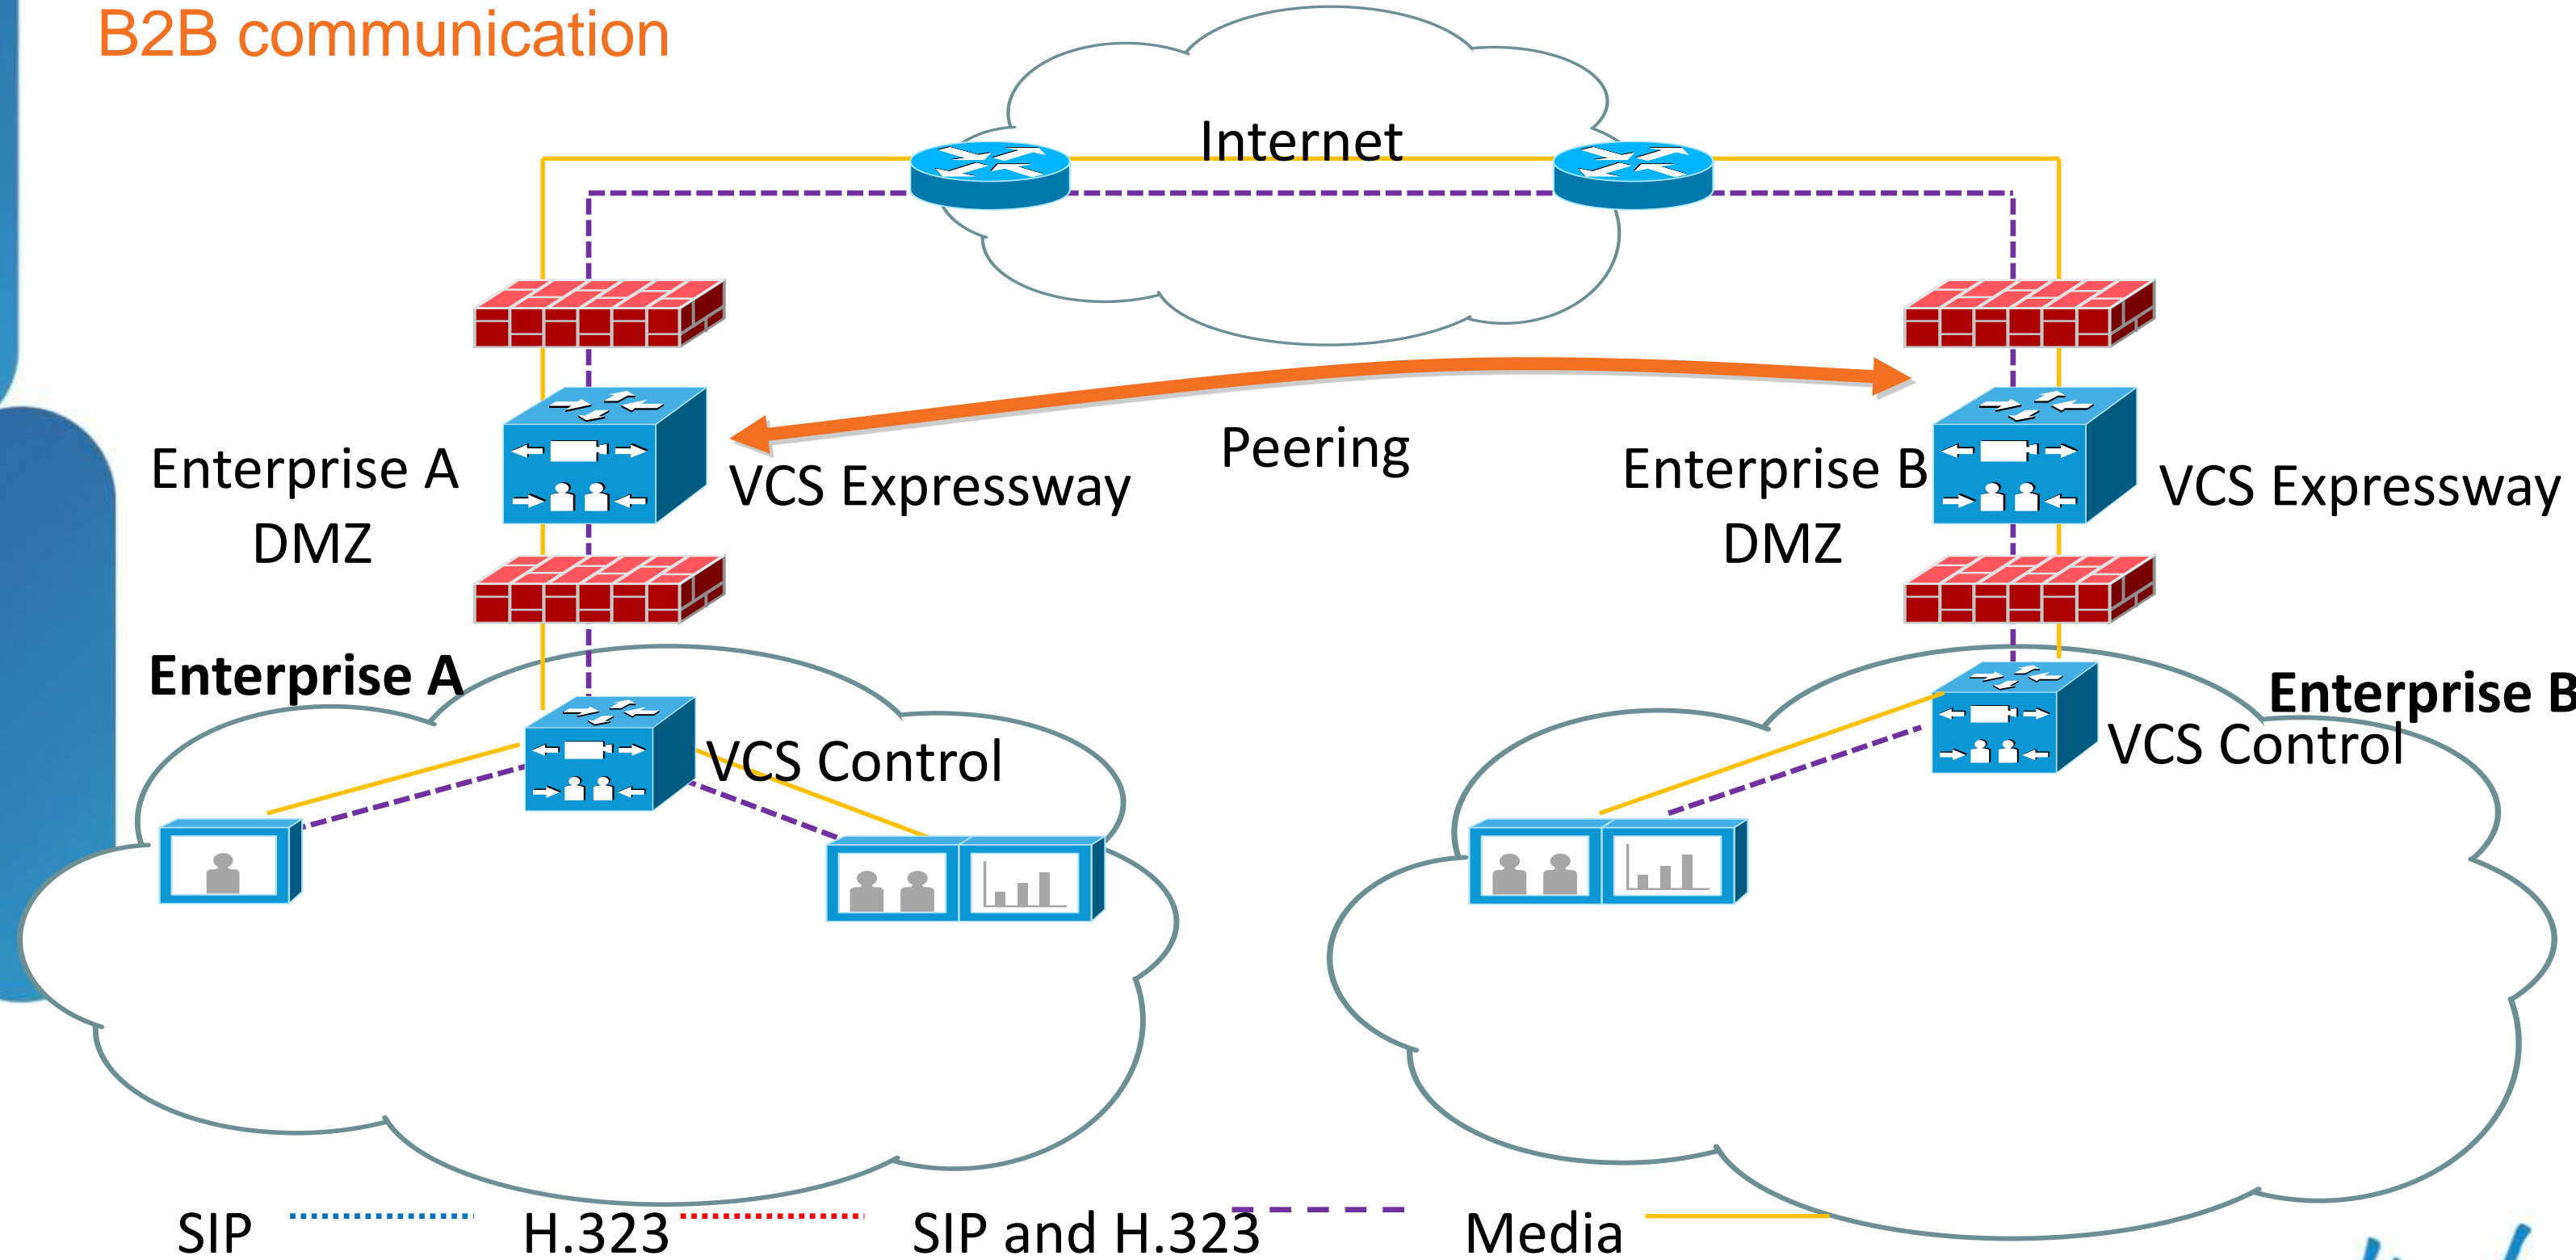 B2B communication
Internet
Peering
Enterprise A
DMZ
VCS Expressway
Enterprise B
DMZ
VCS Expressway
Enterprise A
VCS Control
Enterprise B
VCS Control
SIP
H.323
SIP and H.323
Media